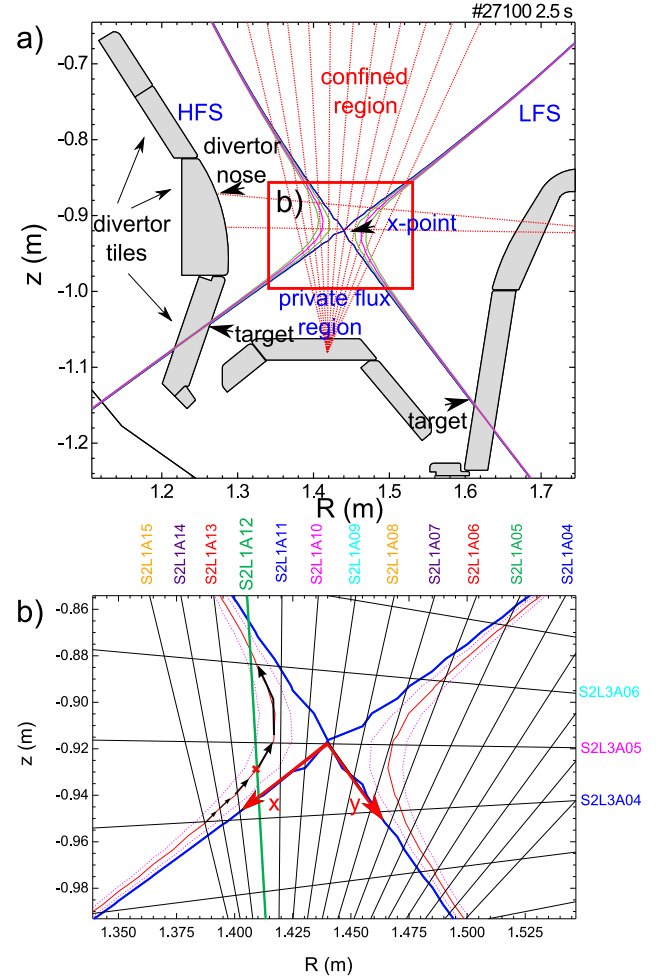 #27100 2.5 s
a)
-0.7
-0.8
-0.9
-1.0
-1.1
-1.2
z (m)
HFS
confined
region
LFS
divertor
nose
divertor
tiles
b)
x-point
private flux
region
target
target
1.2
1.3
1.4
1.5
1.6
1.7
R (m)
S2L1A15
S2L1A14
S2L1A13
S2L1A12
S2L1A11
S2L1A10
S2L1A09
S2L1A08
S2L1A07
S2L1A06
S2L1A05
S2L1A04
b)
-0.86
-0.88
-0.90
-0.92
-0.94
-0.96
-0.98
z (m)
S2L3A06
S2L3A05
S2L3A04
x
y
1.350
1.375
1.400
1.425
1.450
1.475
1.500
1.525
R (m)